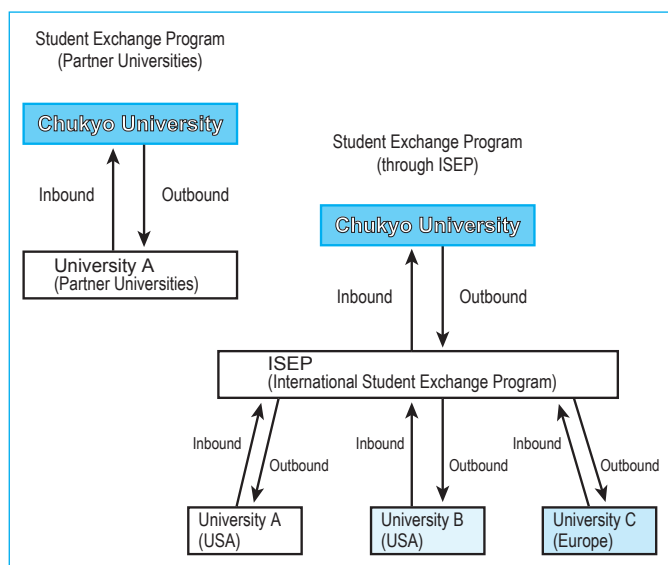 Student Exchange Program
(Partner Universities)
Chukyo University
Inbound
Outbound
University A
(Partner Universities)
Student Exchange Program
(through ISEP)
Chukyo University
Inbound
Outbound
ISEP
(International Student Exchange Program)
Inbound
Outbound
Inbound
Outbound
Inbound
Outbound
University A
(USA)
University B
(USA)
University C
(Europe)